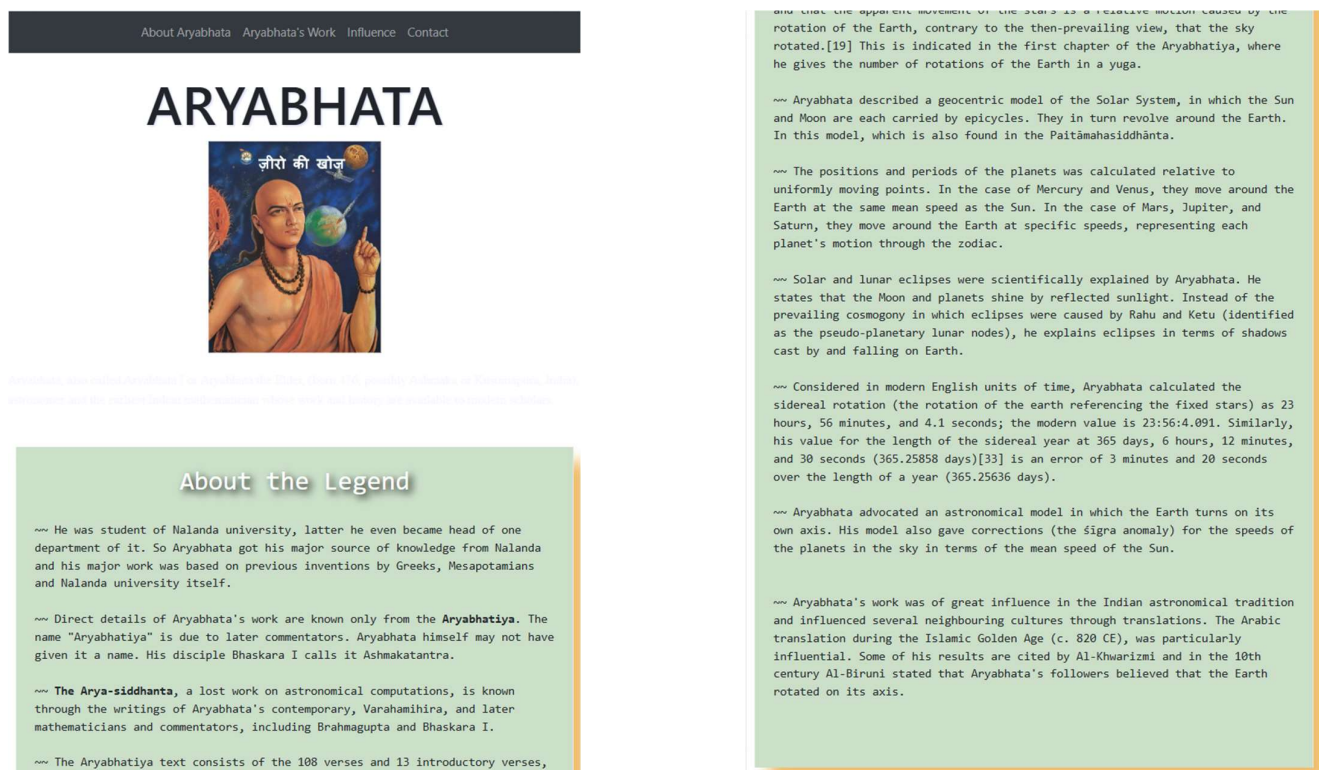 About Aryabhata Aryabhata's Work Influence Contact
ARYABHATA
ज़ीरो की खोज
About the Legend
~~ He was student of Nalanda university, latter he even became head of one
department of it. So Aryabhata got his major source of knowledge from Nalanda
and his major work was based on previous inventions by Greeks, Mesapotamians
and Nalanda university itself.
~~ Direct details of Aryabhata's work are known only from the Aryabhatiya. The
name "Aryabhatiya" is due to later commentators. Aryabhata himself may not have
given it a name. His disciple Bhaskara I calls it Ashmakatantra.
~~ The Arya-siddhanta, a lost work on astronomical computations, is known
through the writings of Aryabhata's contemporary, Varahamihira, and later
mathematicians and commentators, including Brahmagupta and Bhaskara I.
~~ The Aryabhatiya text consists of the 108 verses and 13 introductory verses,
and that the apparent movement of the stars is a relative motion caused by the
rotation of the Earth, contrary to the then-prevailing view, that the sky
rotated.[19] This is indicated in the first chapter of the Aryabhatiya, where
he gives the number of rotations of the Earth in a yuga.
~~ Aryabhata described a geocentric model of the Solar System, in which the Sun
and Moon are each carried by epicycles. They in turn revolve around the Earth.
In this model, which is also found in the Paitāmahasiddhānta.
~~ The positions and periods of the planets was calculated relative to
uniformly moving points. In the case of Mercury and Venus, they move around the
Earth at the same mean speed as the Sun. In the case of Mars, Jupiter, and
Saturn, they move around the Earth at specific speeds, representing each
planet's motion through the zodiac.
~~ Solar and lunar eclipses were scientifically explained by Aryabhata. He
states that the Moon and planets shine by reflected sunlight. Instead of the
prevailing cosmogony in which eclipses were caused by Rahu and Ketu (identified
as the pseudo-planetary lunar nodes), he explains eclipses in terms of shadows
cast by and falling on Earth.
~~ Considered in modern English units of time, Aryabhata calculated the
sidereal rotation (the rotation of the earth referencing the fixed stars) as 23
hours, 56 minutes, and 4.1 seconds; the modern value is 23:56:4.091. Similarly,
his value for the length of the sidereal year at 365 days, 6 hours, 12 minutes,
and 30 seconds (365.25858 days)[33] is an error of 3 minutes and 20 seconds
over the length of a year (365.25636 days).
~~ Aryabhata advocated an astronomical model in which the Earth turns on its
own axis. His model also gave corrections (the śīgra anomaly) for the speeds of
the planets in the sky in terms of the mean speed of the Sun.
~~ Aryabhata's work was of great influence in the Indian astronomical tradition
and influenced several neighbouring cultures through translations. The Arabic
translation during the Islamic Golden Age (c. 820 CE), was particularly
influential. Some of his results are cited by Al-Khwarizmi and in the 10th
century Al-Biruni stated that Aryabhata's followers believed that the Earth
rotated on its axis.